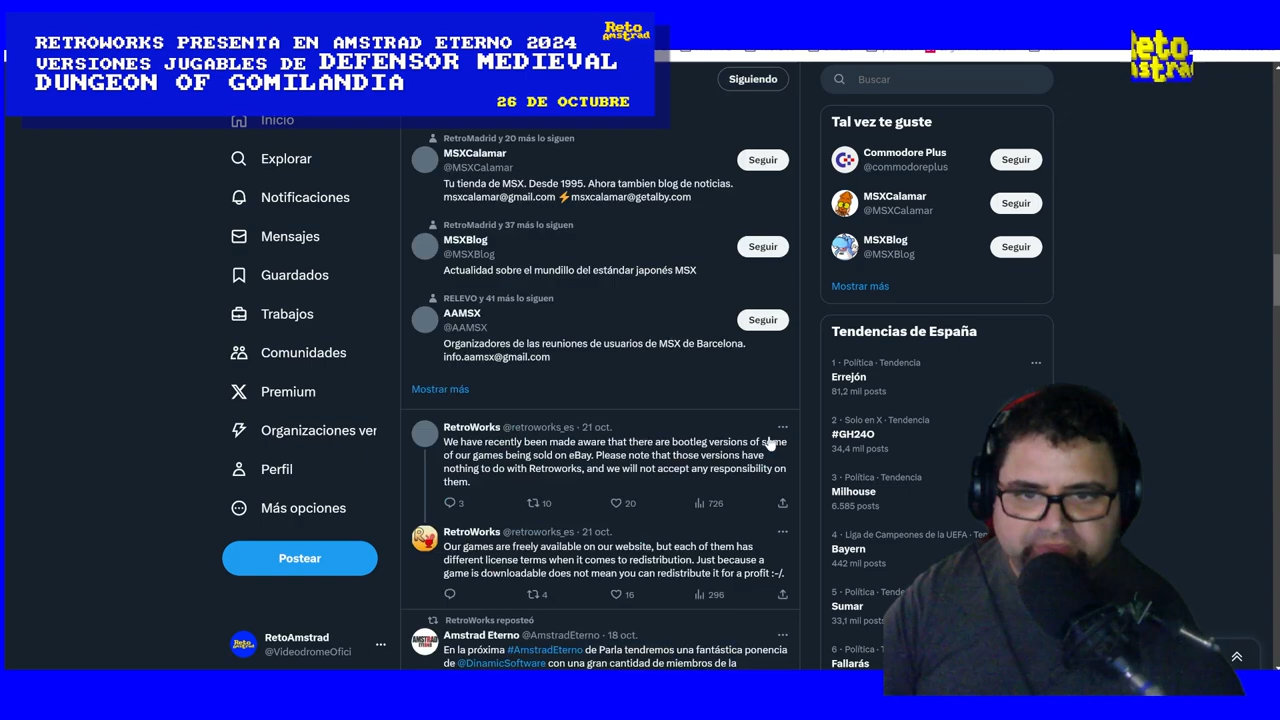 RETROWORKS PRESENTA EN AMSTRAD ETERNO 2024
VERSIONES JUGABLES DE DEFENSOR MEDIEVAL
DUNGEON OF GOMILANDIA
26 DE OCTUBRE
Reto
Amstrad
Reto
Inicio
Explorar
Notificaciones
Mensajes
Guardados
Trabajos
Comunidades
Premium
Organizaciones ver
Perfil
Más opciones
Postear
RetoAmstrad
@VideodromeOfici
Siguiendo
RetroMadrid y 20 más lo siguen
MSXCalamar
@MSXCalamar
Seguir
Tu tienda de MSX. Desde 1995. Ahora tambien blog de noticias.
msxcalamar@gmail.com ⚡msxcalamar@getalby.com
RetroMadrid y 37 más lo siguen
MSXBlog
@MSXBlog
Seguir
Actualidad sobre el mundillo del estándar japonés MSX
RELEVO y 41 más lo siguen
AAMSX
@AAMSX
Seguir
Organizadores de las reuniones de usuarios de MSX de Barcelona.
info.aamsx@gmail.com
Mostrar más
RetroWorks @retroworks_es · 21 oct.
We have recently been made aware that there are bootleg versions of some
of our games being sold on eBay. Please note that those versions have
nothing to do with Retroworks, and we will not accept any responsibility on
them.
3 10 20 726
RetroWorks @retroworks_es · 21 oct.
Our games are freely available on our website, but each of them has
different license terms when it comes to redistribution. Just because a
game is downloadable does not mean you can redistribute it for a profit :-/.
4 16 296
RetroWorks reposteó
Amstrad Eterno @AmstradEterno · 18 oct.
En la próxima #AmstradEterno de Parla tendremos una fantástica ponencia
de @DinamicSoftware con una gran cantidad de miembros de la
Buscar
Tal vez te guste
Commodore Plus
@commodoreplus
Seguir
MSXCalamar
@MSXCalamar
Seguir
MSXBlog
@MSXBlog
Seguir
Mostrar más
Tendencias de España
1 · Política · Tendencia
Errejón
81,2 mil posts
2 · Solo en X · Tendencia
#GH24O
34,4 mil posts
3 · Política · Tendencia
Milhouse
6.585 posts
4 · Liga de Campeones de la UEFA · Ten
Bayern
442 mil posts
5 · Política · Tendencia
Sumar
33,1 mil posts
6 · Política · Tendencia
Fallarás